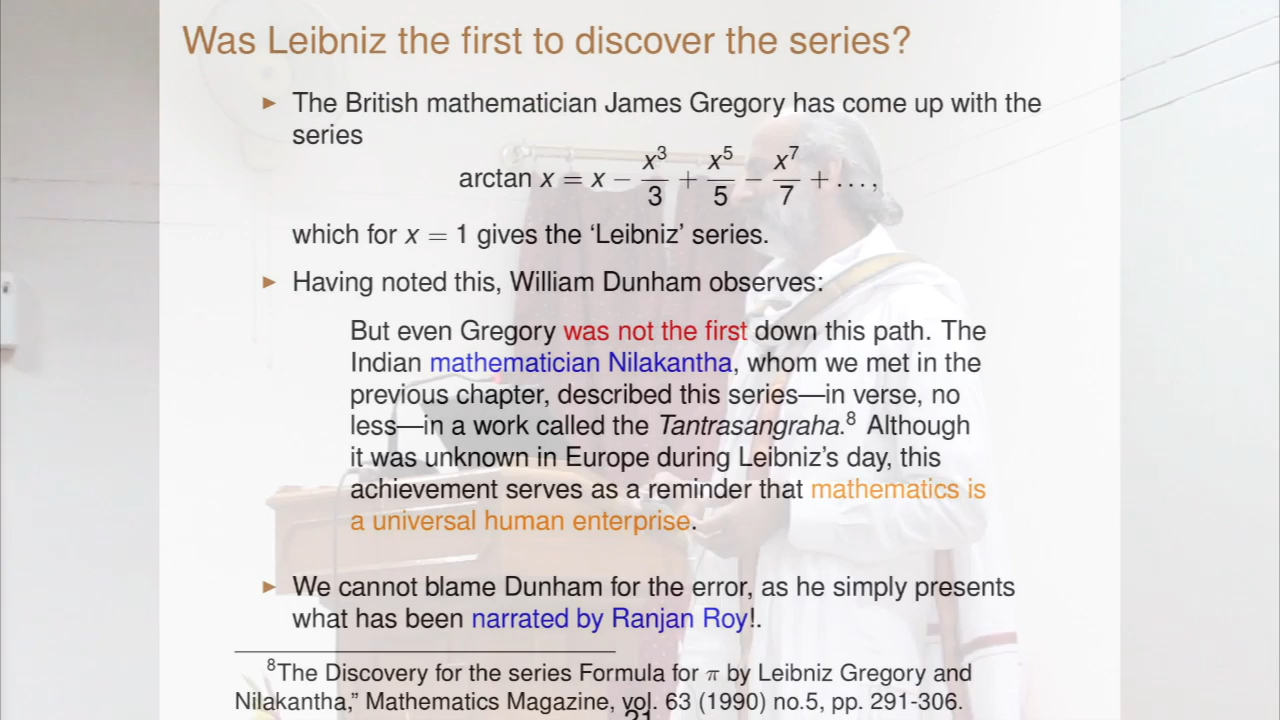 Was Leibniz the first to discover the series?
▶ The British mathematician James Gregory has come up with the
series
arctan x = x − x³/3 + x⁵/5 − x⁷/7 + …,
which for x = 1 gives the ‘Leibniz’ series.
▶ Having noted this, William Dunham observes:
But even Gregory was not the first down this path. The
Indian mathematician Nilakantha, whom we met in the
previous chapter, described this series—in verse, no
less—in a work called the Tantrasangraha.⁸ Although
it was unknown in Europe during Leibniz’s day, this
achievement serves as a reminder that mathematics is
a universal human enterprise.
▶ We cannot blame Dunham for the error, as he simply presents
what has been narrated by Ranjan Roy!.
⁸The Discovery for the series Formula for π by Leibniz Gregory and
Nilakantha,” Mathematics Magazine, vol. 63 (1990) no.5, pp. 291-306.
21